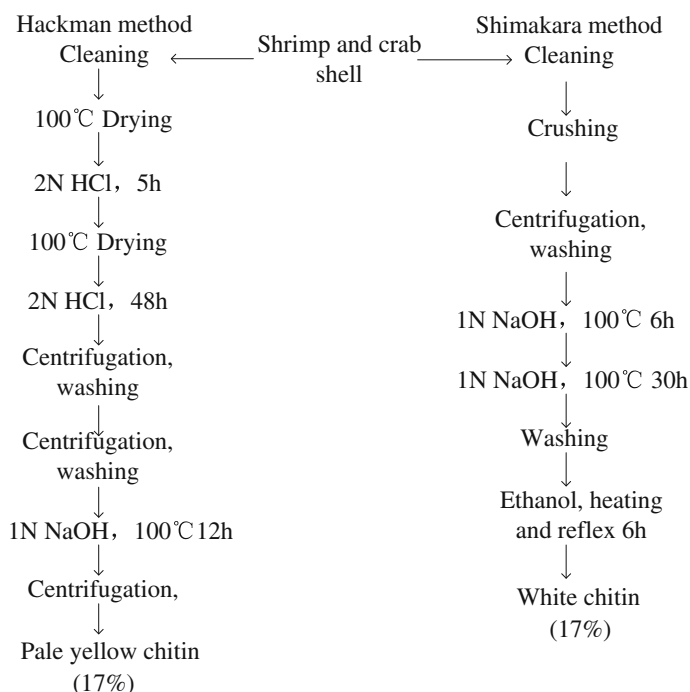 Hackman method
Cleaning
100℃ Drying
2N HCl，5h
100℃ Drying
2N HCl，48h
Centrifugation,
washing
Centrifugation,
washing
1N NaOH，100℃12h
Centrifugation,
Pale yellow chitin
(17%)
Shrimp and crab
shell
Shimakara method
Cleaning
Crushing
Centrifugation,
washing
1N NaOH，100℃ 6h
1N NaOH，100℃ 30h
Washing
Ethanol, heating
and reflex 6h
White chitin
(17%)